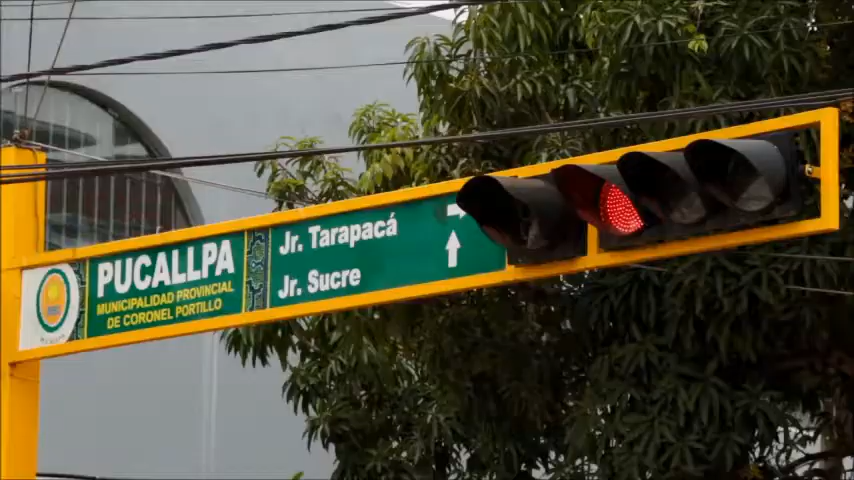 PUCALLPA
MUNICIPALIDAD PROVINCIAL
DE CORONEL PORTILLO
Jr. Tarapacá
Jr. Sucre